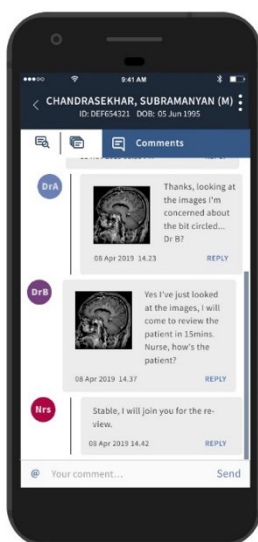 9:41 AM
CHANDRASEKHAR, SUBRAMANYAN (M)
ID: DEF654321 DOB: 05 Jun 1995
Comments
REPLY
DrA
Thanks, looking at
the images I'm
concerned about
the bit circled...
Dr B?
08 Apr 2019 14.23 REPLY
DrB
Yes I've just looked
at the images, I will
come to review the
patient in 15mins.
Nurse, how's the
patient?
08 Apr 2019 14.37 REPLY
Nrs
Stable, I will join you for the re-
view.
09 Apr 2019 14.42 REPLY
@ Your comment... Send